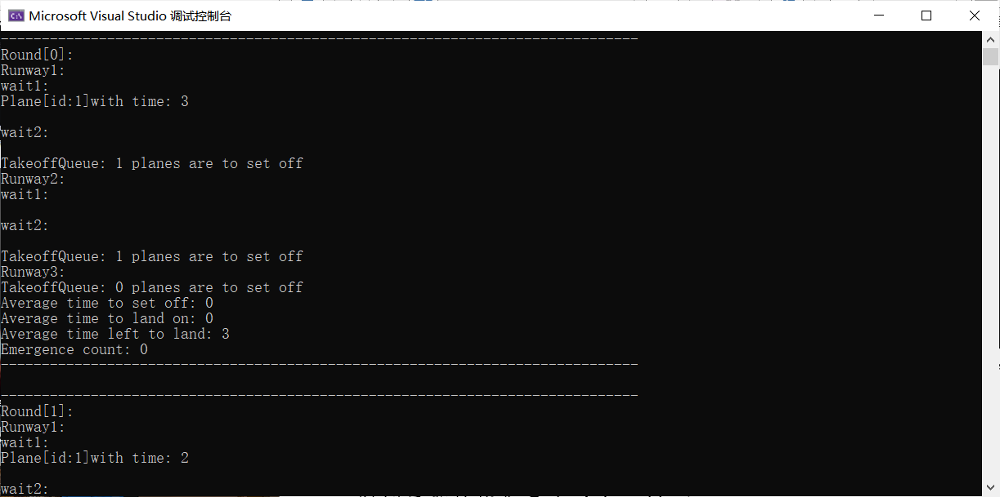 Microsoft Visual Studio 调试控制台
------------------------------------------------------------------------------
Round[0]:
Runway1:
wait1:
Plane[id:1]with time: 3
wait2:
TakeoffQueue: 1 planes are to set off
Runway2:
wait1:
wait2:
TakeoffQueue: 1 planes are to set off
Runway3:
TakeoffQueue: 0 planes are to set off
Average time to set off: 0
Average time to land on: 0
Average time left to land: 3
Emergence count: 0
------------------------------------------------------------------------------
------------------------------------------------------------------------------
Round[1]:
Runway1:
wait1:
Plane[id:1]with time: 2
wait2: